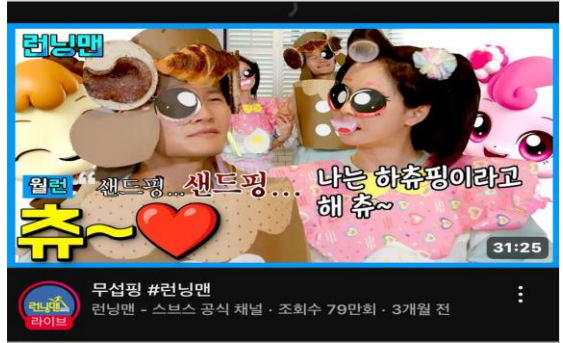 런닝맨
월런
“샌드핑...샌드핑...
나는 하츄핑이라고
해 츄~
츄~
31:25
무섭핑 #런닝맨
런닝맨 - 스브스 공식 채널 · 조회수 79만회 · 3개월 전
런닝맨
라이브